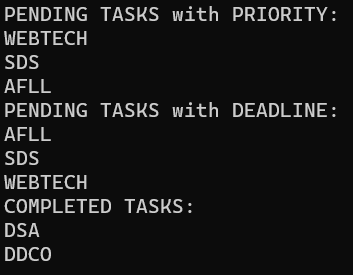 PENDING TASKS with PRIORITY:
WEBTECH
SDS
AFLL
PENDING TASKS with DEADLINE:
AFLL
SDS
WEBTECH
COMPLETED TASKS:
DSA
DDCO